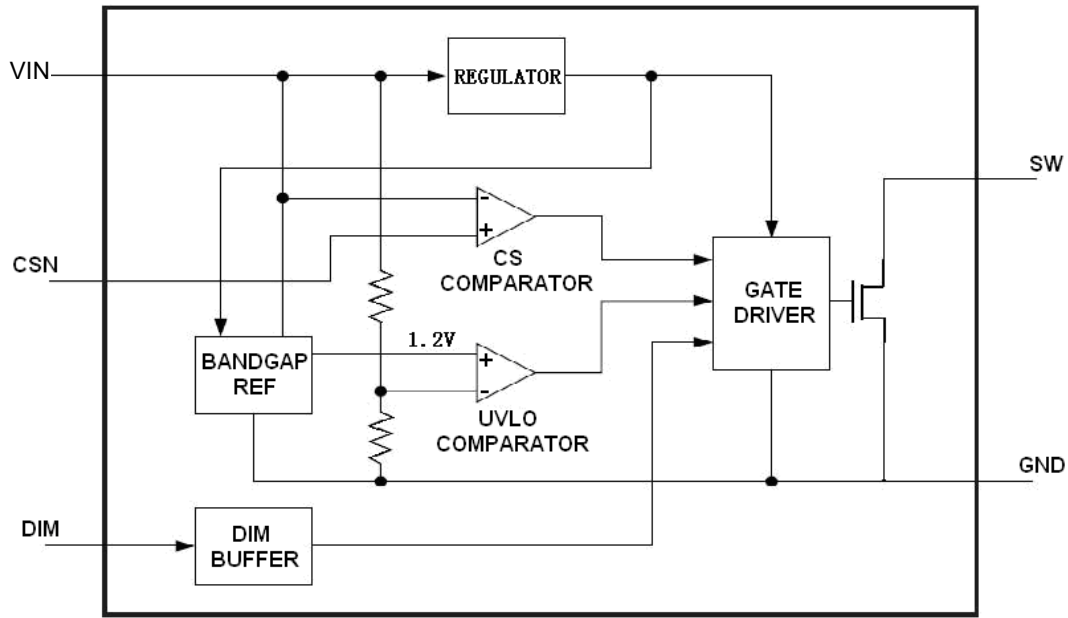 VIN
REGULATOR
SW
-
+
CS
COMPARATOR
CSN
GATE
DRIVER
1.2V
BANDGAP
REF
+
-
UVLO
COMPARATOR
GND
DIM
DIM
BUFFER